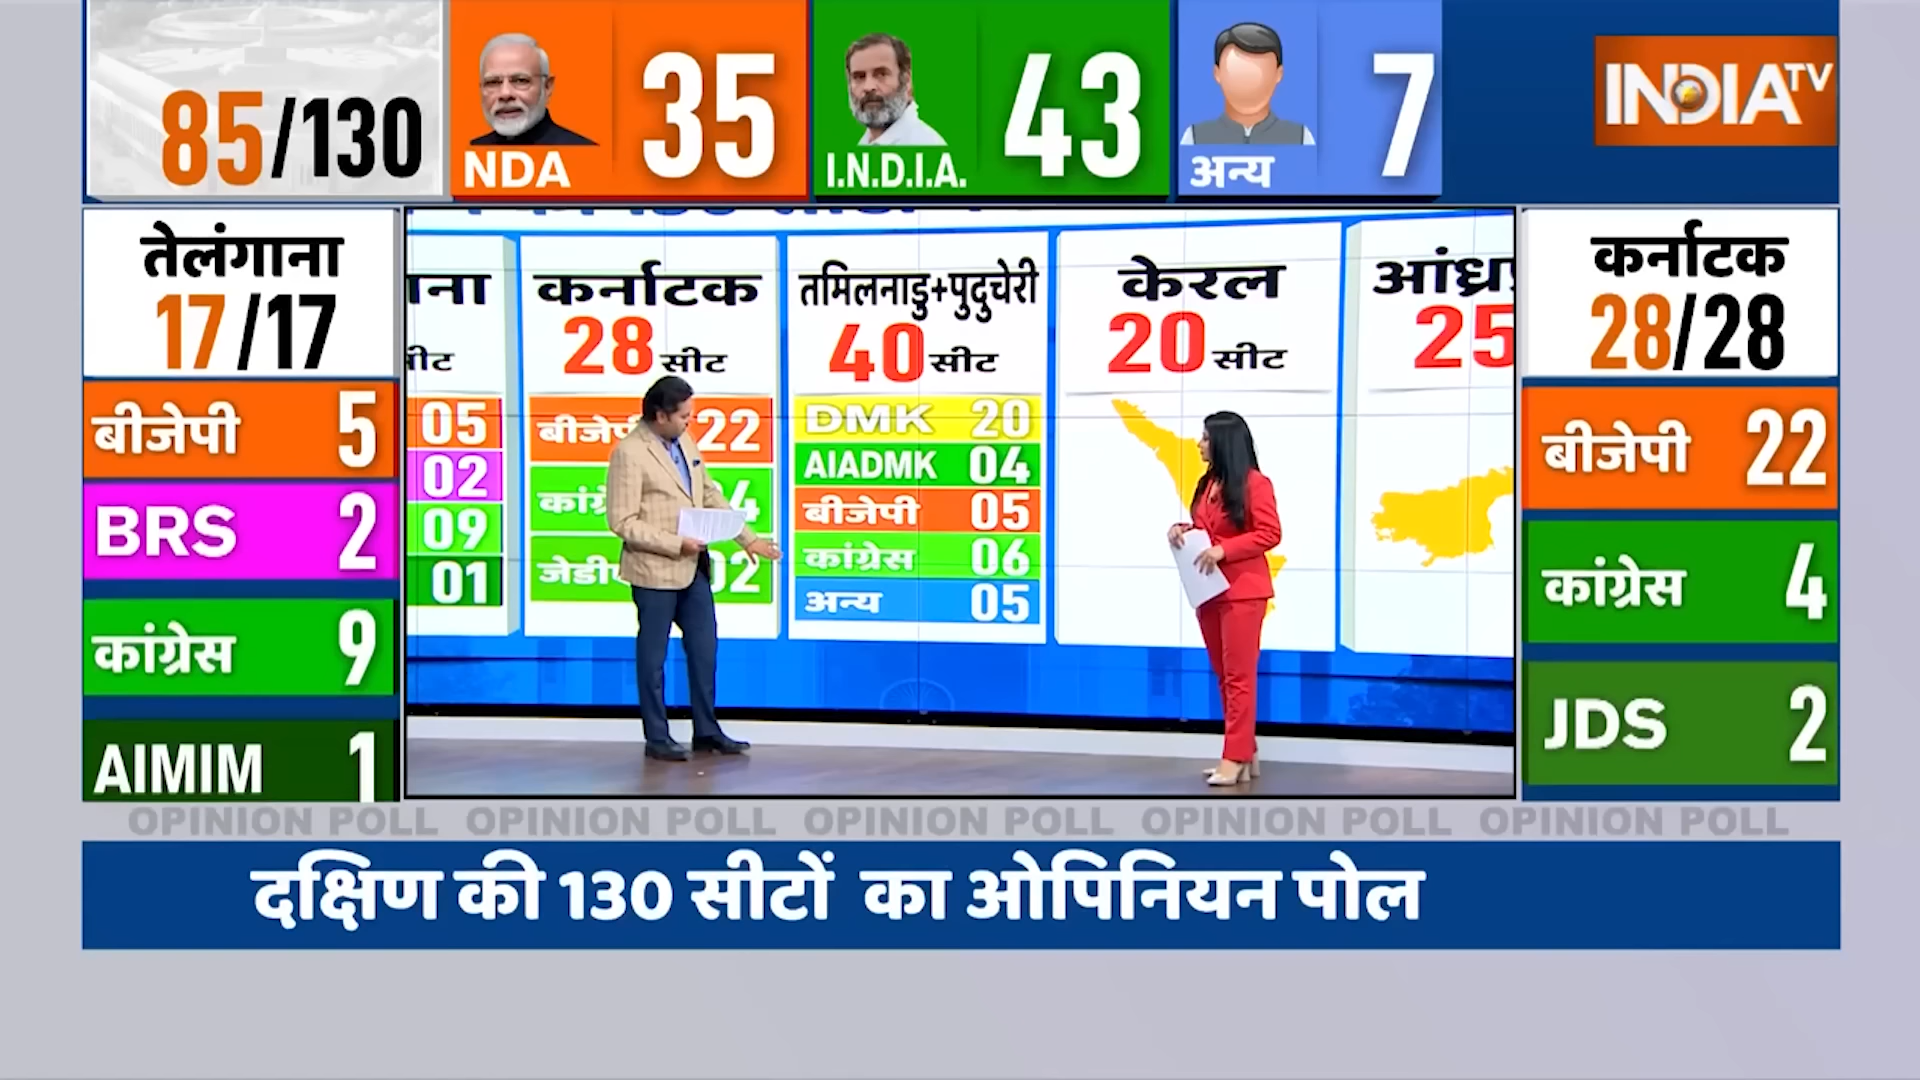 85/130
NDA
35
I.N.D.I.A.
43
अन्य
7
INDIA TV
तेलंगाना
17/17
बीजेपी 5
BRS 2
कांग्रेस 9
AIMIM 1
05
02
09
01
कर्नाटक
28 सीट
बीजेपी 22
तमिलनाडु+पुदुचेरी
40 सीट
DMK 20
AIADMK 04
बीजेपी 05
कांग्रेस 06
अन्य 05
केरल
20 सीट
25
कर्नाटक
28/28
बीजेपी 22
कांग्रेस 4
JDS 2
OPINION POLL OPINION POLL OPINION POLL OPINION POLL OPINION POLL
दक्षिण की 130 सीटों का ओपिनियन पोल